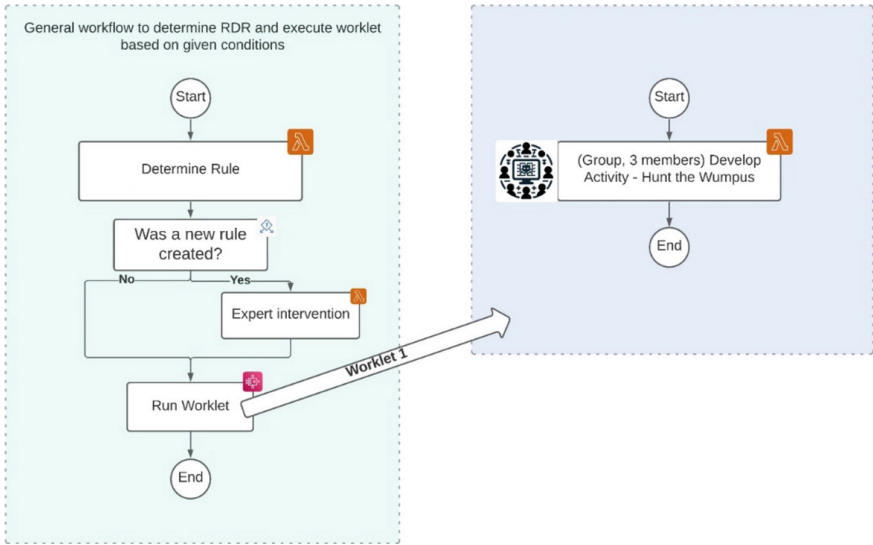 General workflow to determine RDR and execute worklet
based on given conditions
Start
Determine Rule
Was a new rule
created?
No
Yes
Expert intervention
Run Worklet
End
Worklet 1
Start
(Group, 3 members) Develop
Activity - Hunt the Wumpus
End